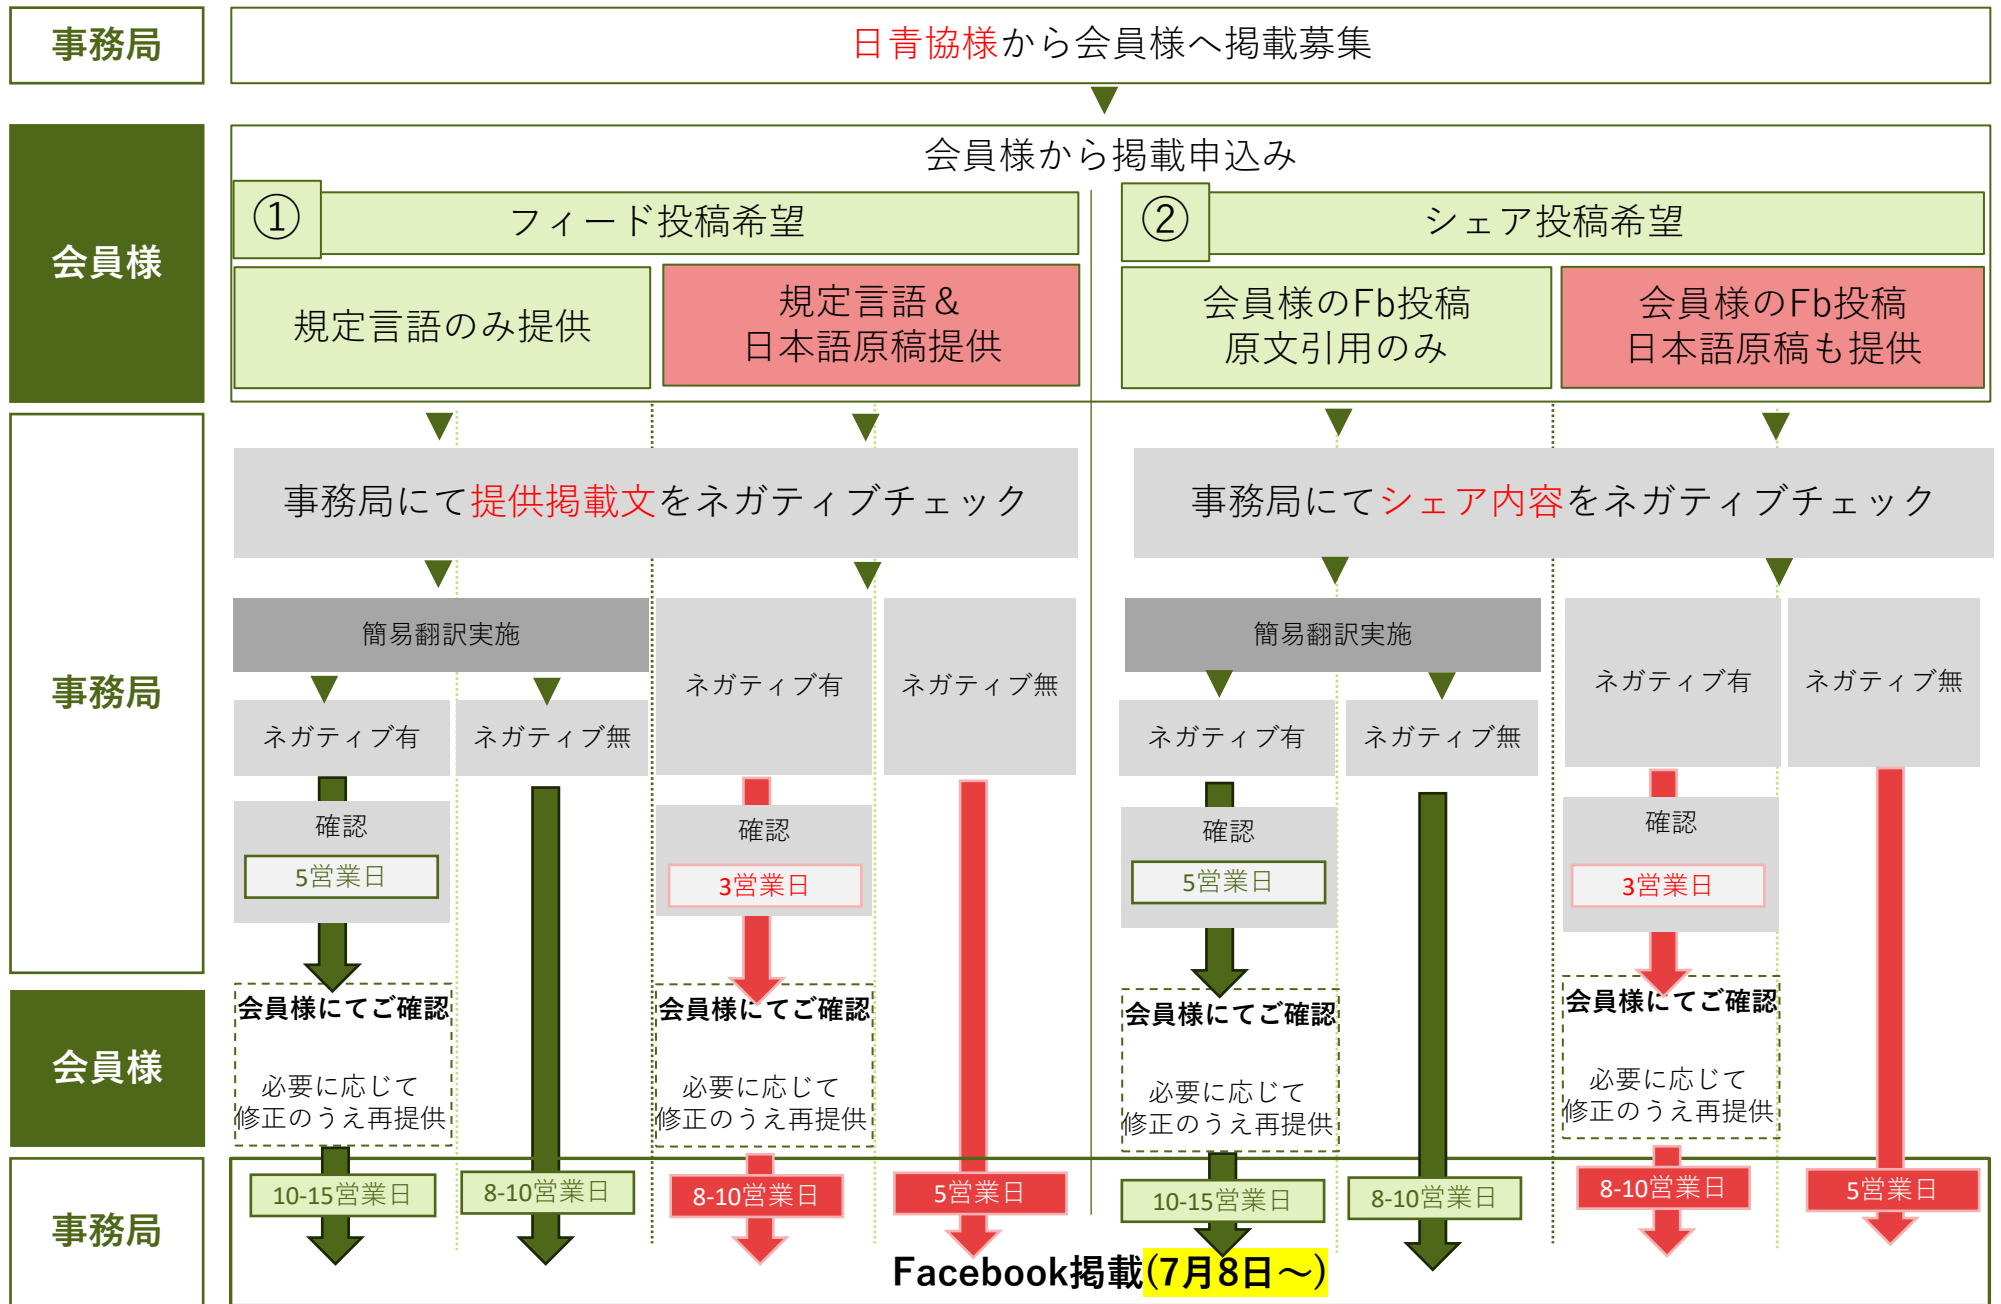 事務局
日青協様から会員様へ掲載募集
会員様
会員様から掲載申込み
①
フィード投稿希望
②
シェア投稿希望
規定言語のみ提供
規定言語＆
日本語原稿提供
会員様のFb投稿
原文引用のみ
会員様のFb投稿
日本語原稿も提供
事務局
事務局にて提供掲載文をネガティブチェック
事務局にてシェア内容をネガティブチェック
簡易翻訳実施
ネガティブ有
ネガティブ無
ネガティブ有
ネガティブ無
簡易翻訳実施
ネガティブ有
ネガティブ無
ネガティブ有
ネガティブ無
確認
5営業日
確認
3営業日
確認
5営業日
確認
3営業日
会員様
会員様にてご確認
必要に応じて
修正のうえ再提供
会員様にてご確認
必要に応じて
修正のうえ再提供
会員様にてご確認
必要に応じて
修正のうえ再提供
会員様にてご確認
必要に応じて
修正のうえ再提供
事務局
10-15営業日
8-10営業日
8-10営業日
5営業日
10-15営業日
8-10営業日
8-10営業日
5営業日
Facebook掲載(7月8日～)